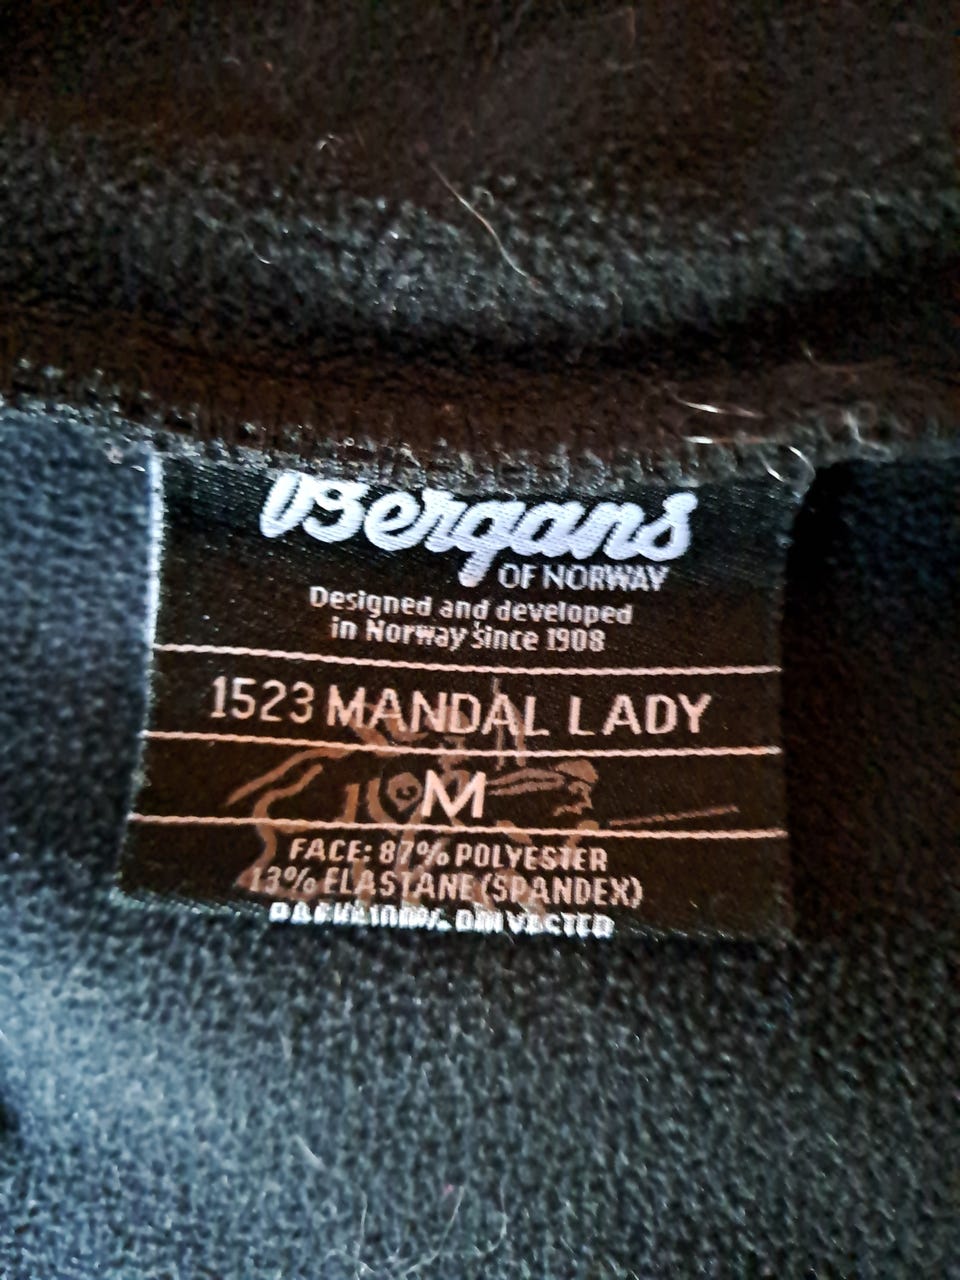 Bergans
OF NORWAY
Designed and developed
in Norway since 1908
1523 MANDAL LADY
M
FACE: 87% POLYESTER
13% ELASTANE (SPANDEX)